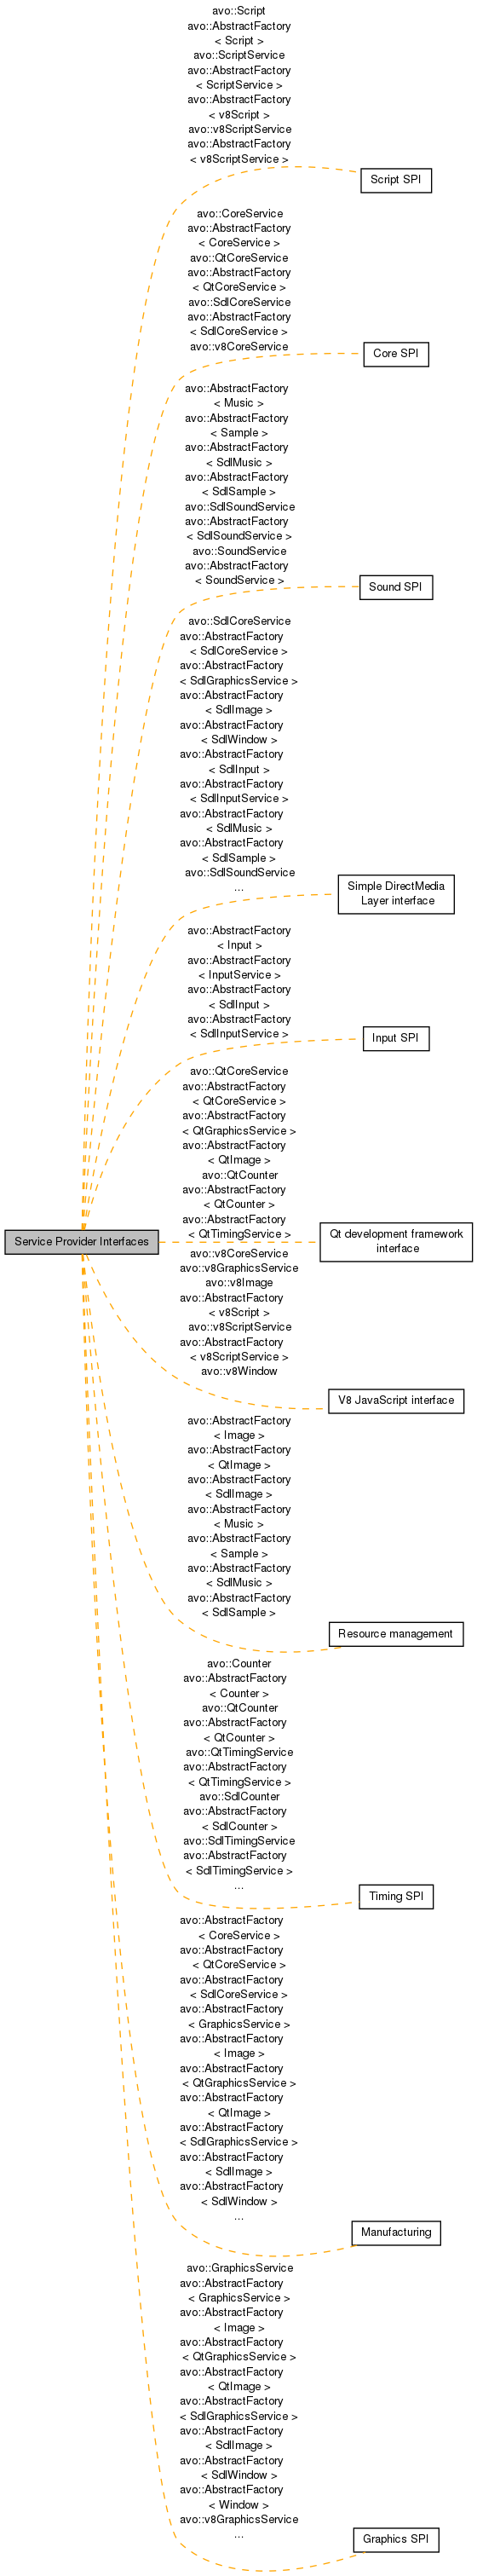 avo::Script
avo::AbstractFactory
< Script >
avo::ScriptService
avo::AbstractFactory
< ScriptService >
avo::AbstractFactory
< v8Script >
avo::v8ScriptService
avo::AbstractFactory
< v8ScriptService >
Script SPI
avo::CoreService
avo::AbstractFactory
< CoreService >
avo::QtCoreService
avo::AbstractFactory
< QtCoreService >
avo::SdlCoreService
avo::AbstractFactory
< SdlCoreService >
avo::v8CoreService
Core SPI
avo::AbstractFactory
< Music >
avo::AbstractFactory
< Sample >
avo::AbstractFactory
< SdlMusic >
avo::AbstractFactory
< SdlSample >
avo::SdlSoundService
avo::AbstractFactory
< SdlSoundService >
avo::SoundService
avo::AbstractFactory
< SoundService >
Sound SPI
avo::SdlCoreService
avo::AbstractFactory
< SdlCoreService >
avo::AbstractFactory
< SdlGraphicsService >
avo::AbstractFactory
< SdlImage >
avo::AbstractFactory
< SdlWindow >
avo::AbstractFactory
< SdlInput >
avo::AbstractFactory
< SdlInputService >
avo::AbstractFactory
< SdlMusic >
avo::AbstractFactory
< SdlSample >
avo::SdlSoundService
...
Simple DirectMedia
Layer interface
avo::AbstractFactory
< Input >
avo::AbstractFactory
< InputService >
avo::AbstractFactory
< SdlInput >
avo::AbstractFactory
< SdlInputService >
Input SPI
avo::QtCoreService
avo::AbstractFactory
< QtCoreService >
avo::AbstractFactory
< QtGraphicsService >
avo::AbstractFactory
< QtImage >
avo::QtCounter
avo::AbstractFactory
< QtCounter >
avo::AbstractFactory
< QtTimingService >
Service Provider Interfaces
Qt development framework
interface
avo::v8CoreService
avo::v8GraphicsService
avo::v8Image
avo::AbstractFactory
< v8Script >
avo::v8ScriptService
avo::AbstractFactory
< v8ScriptService >
avo::v8Window
V8 JavaScript interface
avo::AbstractFactory
< Image >
avo::AbstractFactory
< QtImage >
avo::AbstractFactory
< SdlImage >
avo::AbstractFactory
< Music >
avo::AbstractFactory
< Sample >
avo::AbstractFactory
< SdlMusic >
avo::AbstractFactory
< SdlSample >
Resource management
avo::Counter
avo::AbstractFactory
< Counter >
avo::QtCounter
avo::AbstractFactory
< QtCounter >
avo::QtTimingService
avo::AbstractFactory
< QtTimingService >
avo::SdlCounter
avo::AbstractFactory
< SdlCounter >
avo::SdlTimingService
avo::AbstractFactory
< SdlTimingService >
...
Timing SPI
avo::AbstractFactory
< CoreService >
avo::AbstractFactory
< QtCoreService >
avo::AbstractFactory
< SdlCoreService >
avo::AbstractFactory
< GraphicsService >
avo::AbstractFactory
< Image >
avo::AbstractFactory
< QtGraphicsService >
avo::AbstractFactory
< QtImage >
avo::AbstractFactory
< SdlGraphicsService >
avo::AbstractFactory
< SdlImage >
avo::AbstractFactory
< SdlWindow >
...
Manufacturing
avo::GraphicsService
avo::AbstractFactory
< GraphicsService >
avo::AbstractFactory
< Image >
avo::AbstractFactory
< QtGraphicsService >
avo::AbstractFactory
< QtImage >
avo::AbstractFactory
< SdlGraphicsService >
avo::AbstractFactory
< SdlImage >
avo::AbstractFactory
< SdlWindow >
avo::AbstractFactory
< Window >
avo::v8GraphicsService
...
Graphics SPI